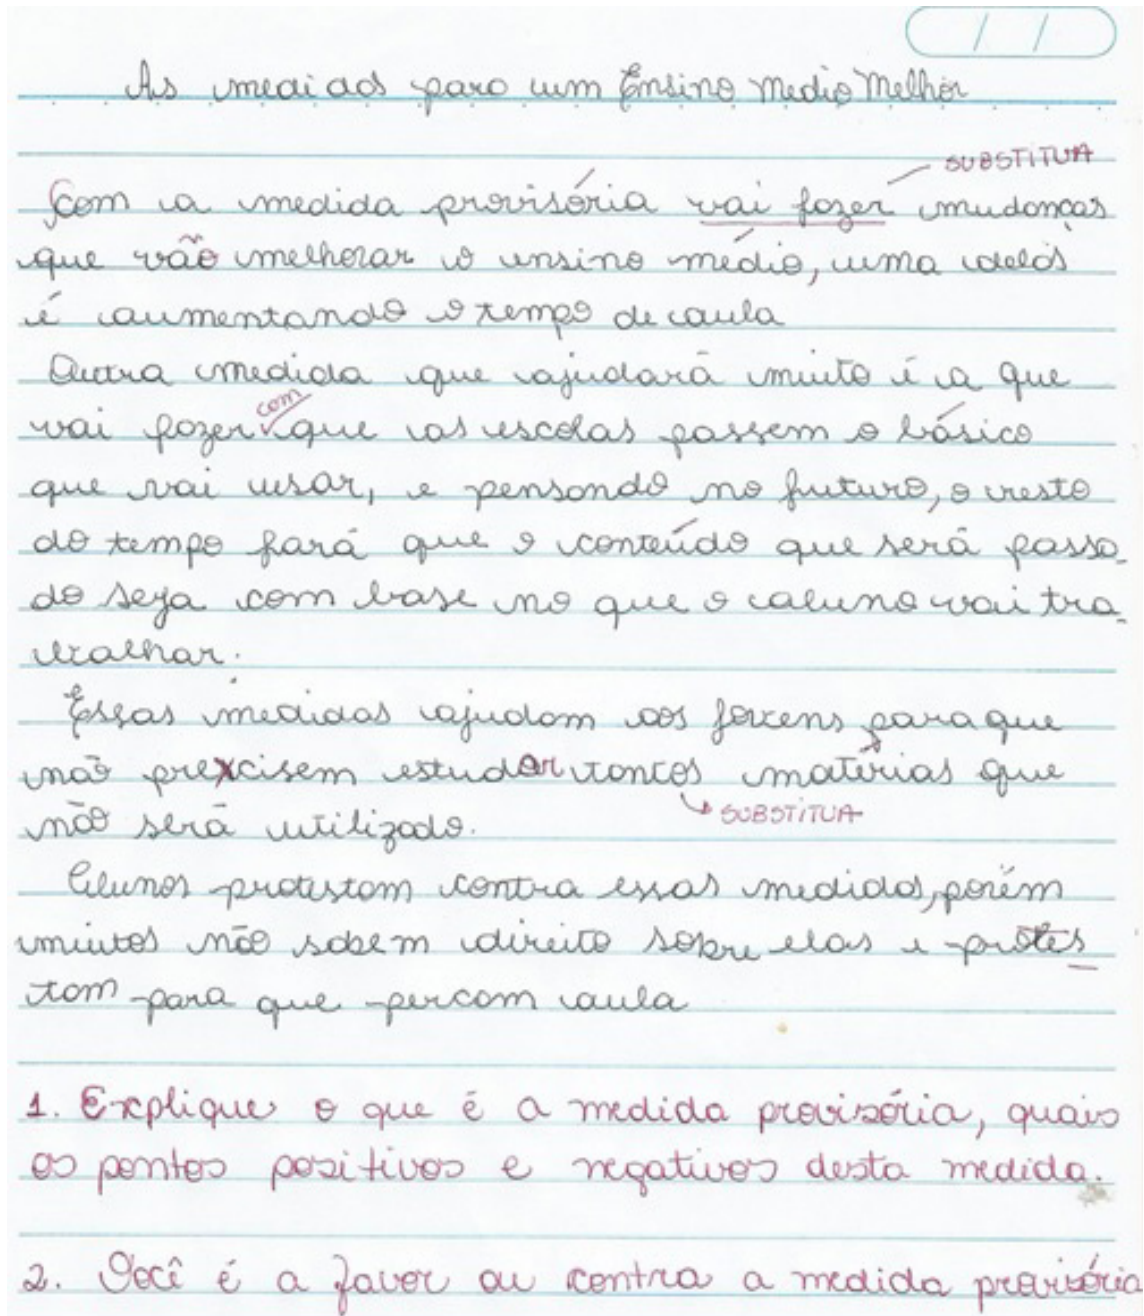 / /
As medidas para um Ensino Medio Melhor
SUBSTITUA
Com a medida provisória vai fazer mudanças
que vão melhorar o ensino médio, uma delas
é aumentando o tempo de aula
Outra medida que ajudará muito é a que
com
vai fazer que as escolas passem o básico
que vai usar, e pensando no futuro, o resto
do tempo fará que o conteúdo que será passa-
do seja com base no que o aluno vai tra-
balhar.
Essas medidas ajudam aos jovens para que
não precisem estudar tantos matérias que
SUBSTITUA
não será utilizado.
Alunos protestam contra essas medidas, porém
muitos não sabem direito sobre elas e protes
tam para que percam aula
1. Explique o que é a medida provisória, quais
os pontos positivos e negativos desta medida.
2. Você é a favor ou contra a medida provisória